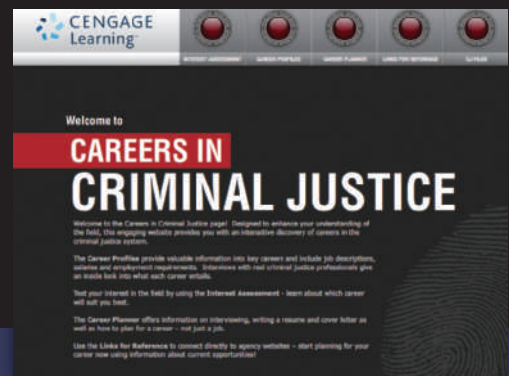 CENGAGE
Learning™
INTEREST ASSESSMENT CAREER PROFILES CAREER PLANNER LINKS FOR REFERENCE CJ FILES
Welcome to
CAREERS IN
CRIMINAL JUSTICE
Welcome to the Careers in Criminal Justice page! Designed to enhance your understanding of
the field, this engaging website provides you with an interactive discovery of careers in the
criminal justice system.
The Career Profiles provide valuable information into key careers and include job descriptions,
salaries and employment requirements. Interviews with real criminal justice professionals give
an inside look into what each career entails.
Test your interest in the field by using the Interest Assessment - learn about which career
will suit you best.
The Career Planner offers information on interviewing, writing a resume and cover letter as
well as how to plan for a career - not just a job.
Use the Links for Reference to connect directly to agency websites - start planning for your
career now using information about current opportunities!